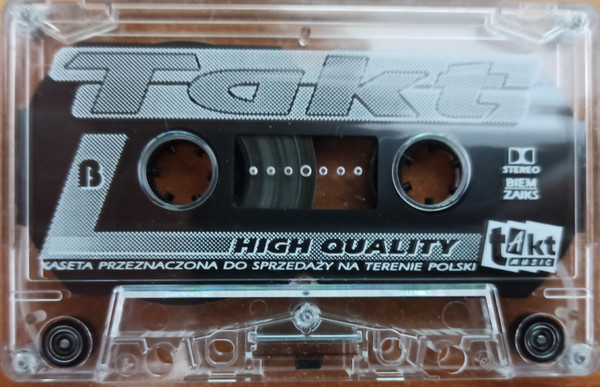 Takt
B
STEREO
BIEM
ZAIKS
HIGH QUALITY
takt
MUSIC
KASETA PRZEZNACZONA DO SPRZEDAŻY NA TERENIE POLSKI